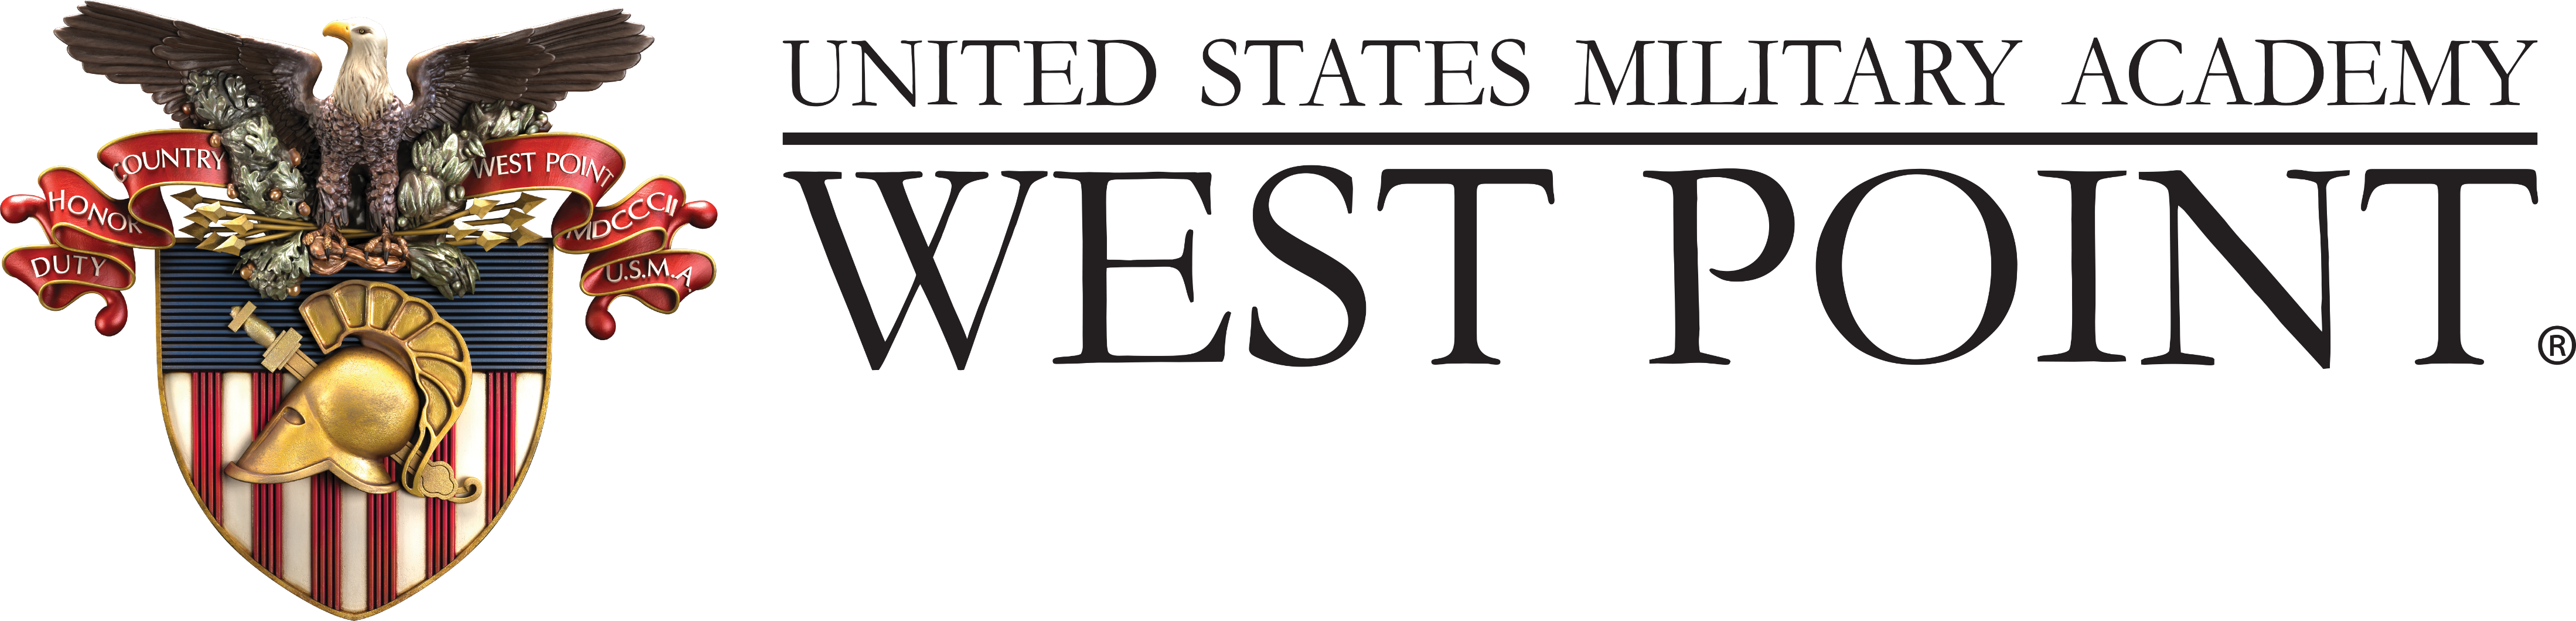 UNITED STATES MILITARY ACADEMY
WEST POINT®
DUTY
HONOR
COUNTRY
WEST POINT
MDCCCII
U.S.M.A.